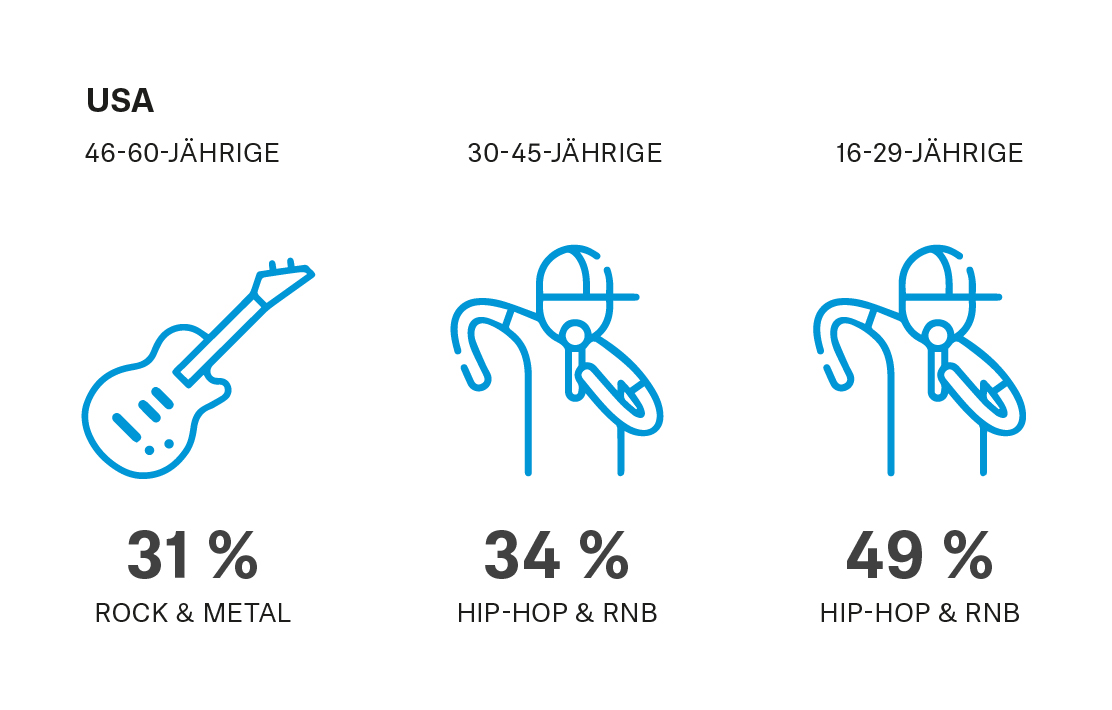 USA
46-60-JÄHRIGE
30-45-JÄHRIGE
16-29-JÄHRIGE
31 %
34 %
49 %
ROCK & METAL
HIP-HOP & RNB
HIP-HOP & RNB